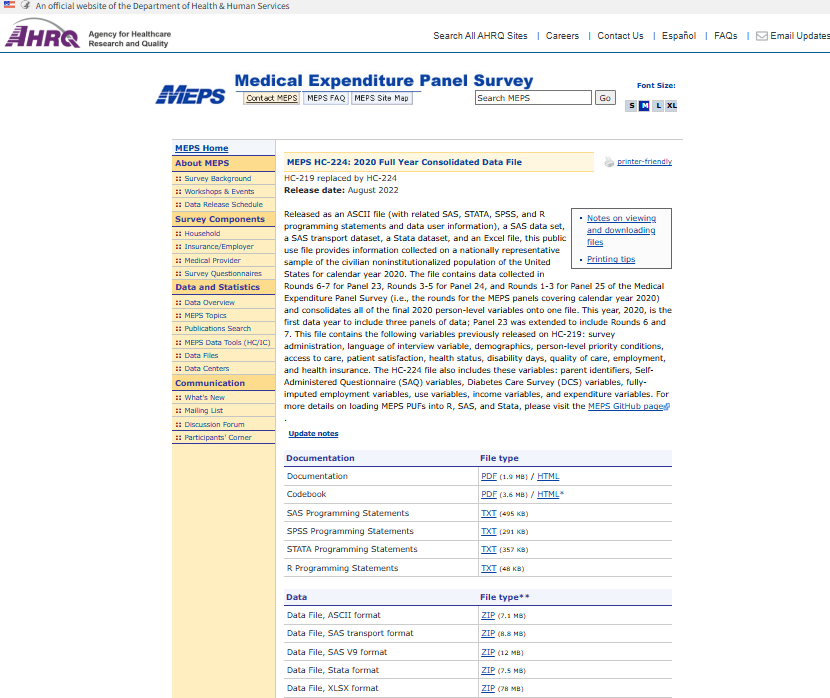 An official website of the Department of Health & Human Services
AHRQ
Agency for Healthcare
Research and Quality
Search All AHRQ Sites | Careers | Contact Us | Español | FAQs | Email Updates
MEPS
Medical Expenditure Panel Survey
Contact MEPS MEPS FAQ MEPS Site Map
Search MEPS Go
Font Size:
S M L XL
MEPS Home
About MEPS
:: Survey Background
:: Workshops & Events
:: Data Release Schedule
Survey Components
:: Household
:: Insurance/Employer
:: Medical Provider
:: Survey Questionnaires
Data and Statistics
:: Data Overview
:: MEPS Topics
:: Publications Search
:: MEPS Data Tools (HC/IC)
:: Data Files
:: Data Centers
Communication
:: What's New
:: Mailing List
:: Discussion Forum
:: Participants' Corner
MEPS HC-224: 2020 Full Year Consolidated Data File
printer-friendly
HC-219 replaced by HC-224
Release date: August 2022
Released as an ASCII file (with related SAS, STATA, SPSS, and R
programming statements and data user information), a SAS data set,
a SAS transport dataset, a Stata dataset, and an Excel file, this public
use file provides information collected on a nationally representative
sample of the civilian noninstitutionalized population of the United
States for calendar year 2020. The file contains data collected in
Rounds 6-7 for Panel 23, Rounds 3-5 for Panel 24, and Rounds 1-3 for Panel 25 of the Medical
Expenditure Panel Survey (i.e., the rounds for the MEPS panels covering calendar year 2020)
and consolidates all of the final 2020 person-level variables onto one file. This year, 2020, is the
first data year to include three panels of data; Panel 23 was extended to include Rounds 6 and
7. This file contains the following variables previously released on HC-219: survey
administration, language of interview variable, demographics, person-level priority conditions,
access to care, patient satisfaction, health status, disability days, quality of care, employment,
and health insurance. The HC-224 file also includes these variables: parent identifiers, Self-
Administered Questionnaire (SAQ) variables, Diabetes Care Survey (DCS) variables, fully-
imputed employment variables, use variables, income variables, and expenditure variables. For
more details on loading MEPS PUFs into R, SAS, and Stata, please visit the MEPS GitHub page
.
• Notes on viewing
and downloading
files
• Printing tips
Update notes
Documentation File type
Documentation PDF (1.9 MB) / HTML
Codebook PDF (3.6 MB) / HTML*
SAS Programming Statements TXT (495 KB)
SPSS Programming Statements TXT (291 KB)
STATA Programming Statements TXT (357 KB)
R Programming Statements TXT (48 KB)
Data File type**
Data File, ASCII format ZIP (7.1 MB)
Data File, SAS transport format ZIP (8.8 MB)
Data File, SAS V9 format ZIP (12 MB)
Data File, Stata format ZIP (7.5 MB)
Data File, XLSX format ZIP (78 MB)